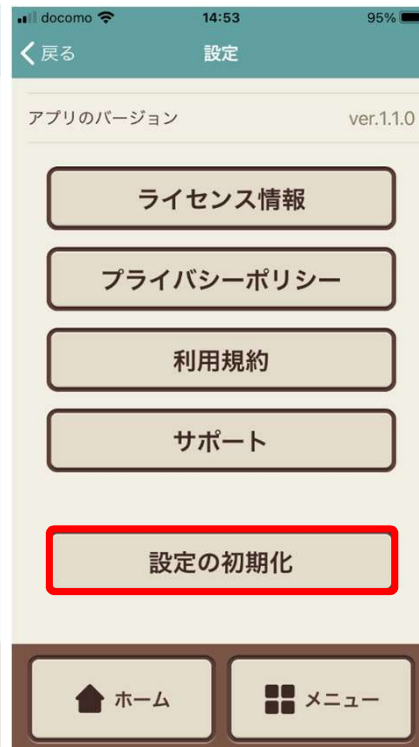 docomo 14:53 95%
戻る 設定
アプリのバージョン ver.1.1.0
ライセンス情報
プライバシーポリシー
利用規約
サポート
設定の初期化
ホーム メニュー